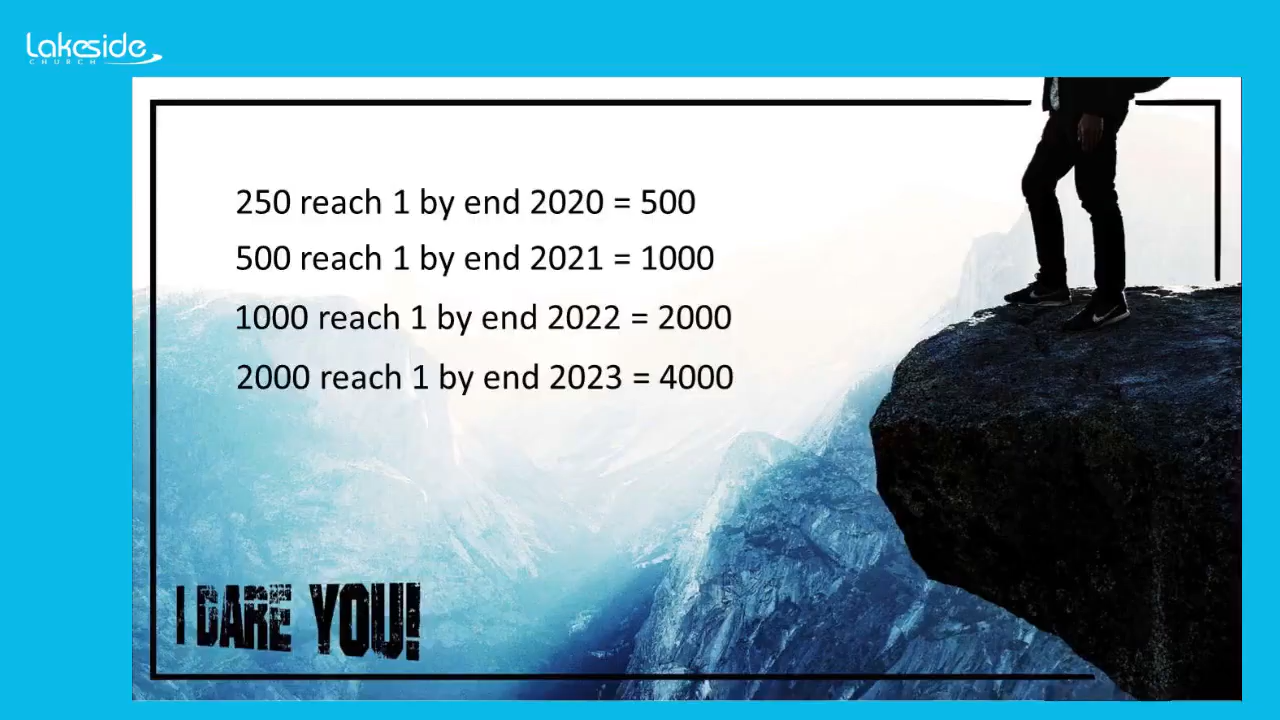 Lakeside
CHURCH
250 reach 1 by end 2020 = 500
500 reach 1 by end 2021 = 1000
1000 reach 1 by end 2022 = 2000
2000 reach 1 by end 2023 = 4000
I DARE YOU!